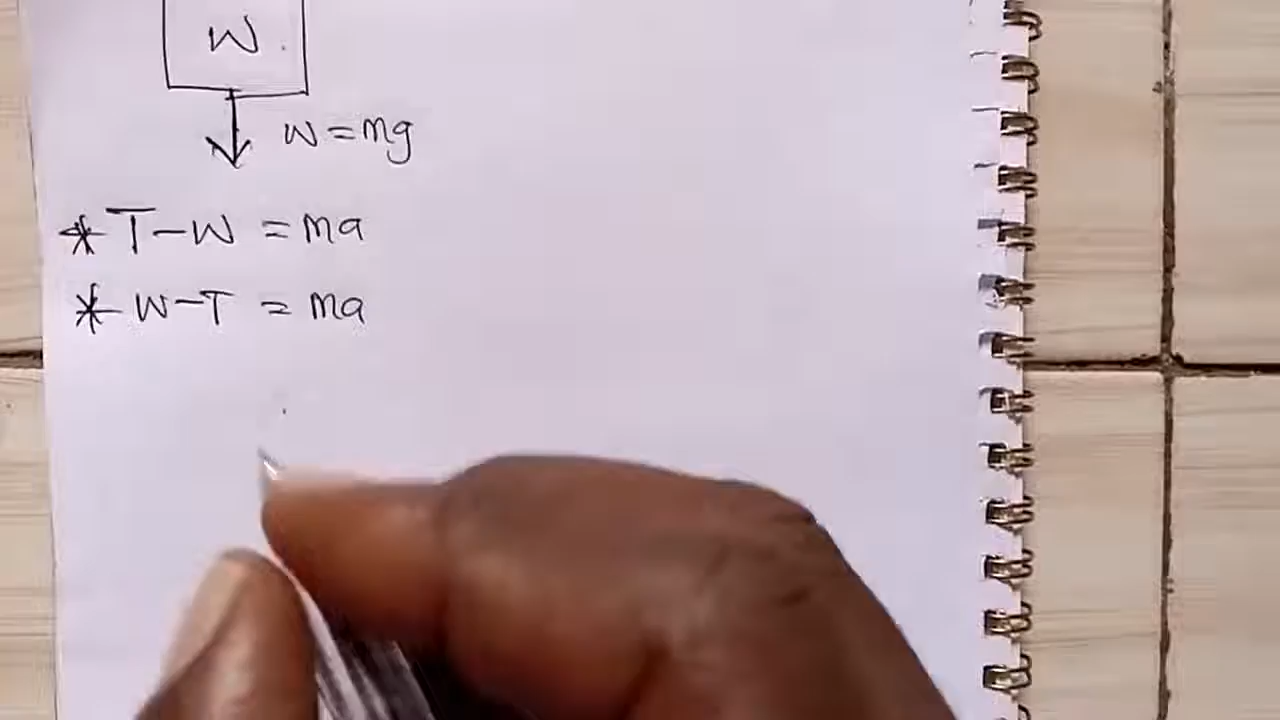 W
W=mg
* T-W = ma
* W-T = ma